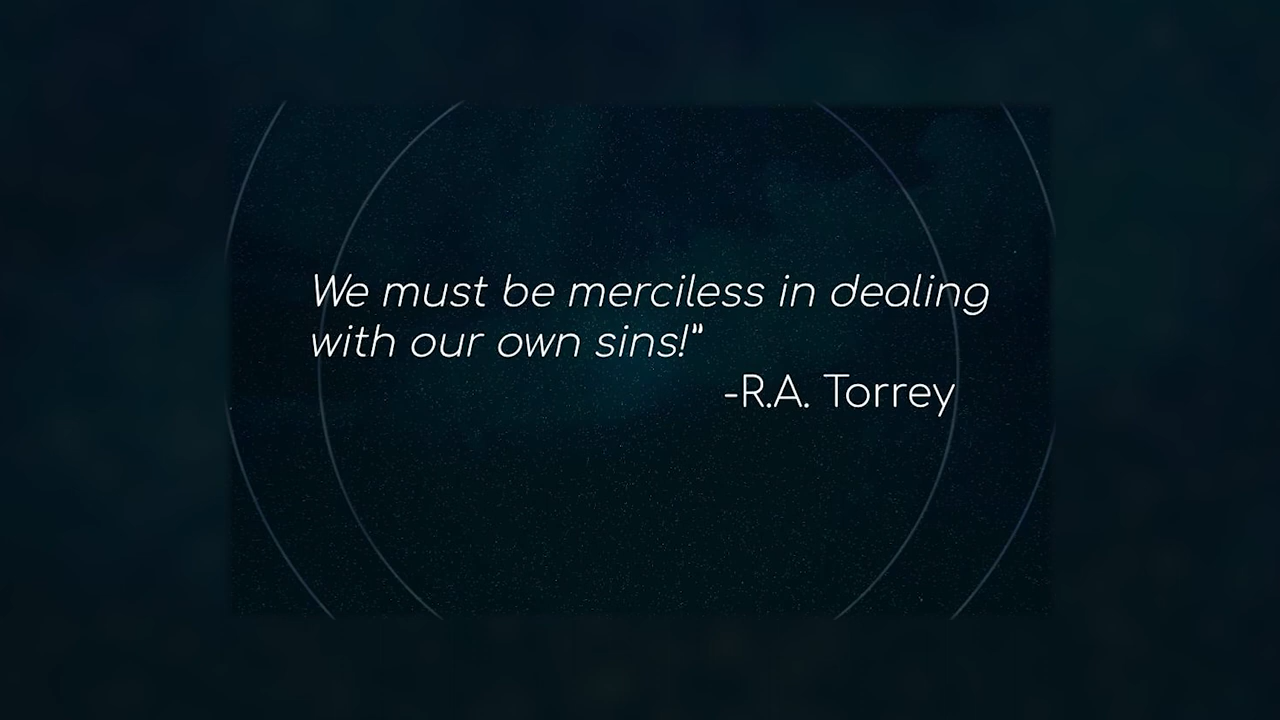 We must be merciless in dealing
with our own sins!”
-R.A. Torrey